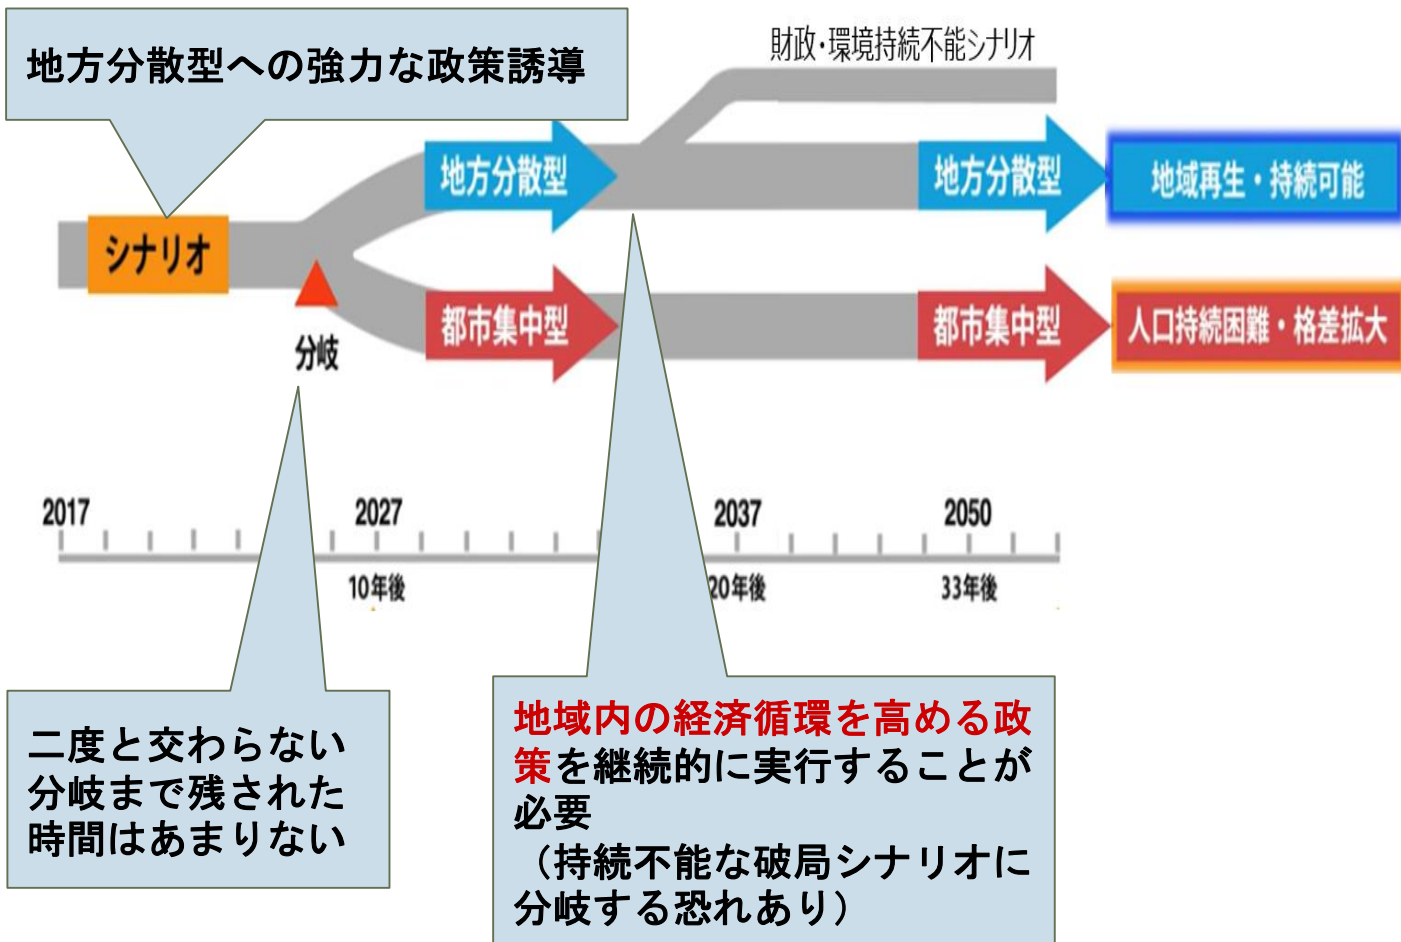 地方分散型への強力な政策誘導
財政・環境持続不能シナリオ
地方分散型
地方分散型
地域再生・持続可能
シナリオ
分岐
都市集中型
都市集中型
人口持続困難・格差拡大
2017
2027
2037
2050
10年後
20年後
33年後
二度と交わらない
分岐まで残された
時間はあまりない
地域内の経済循環を高める政
策を継続的に実行することが
必要
（持続不能な破局シナリオに
分岐する恐れあり）